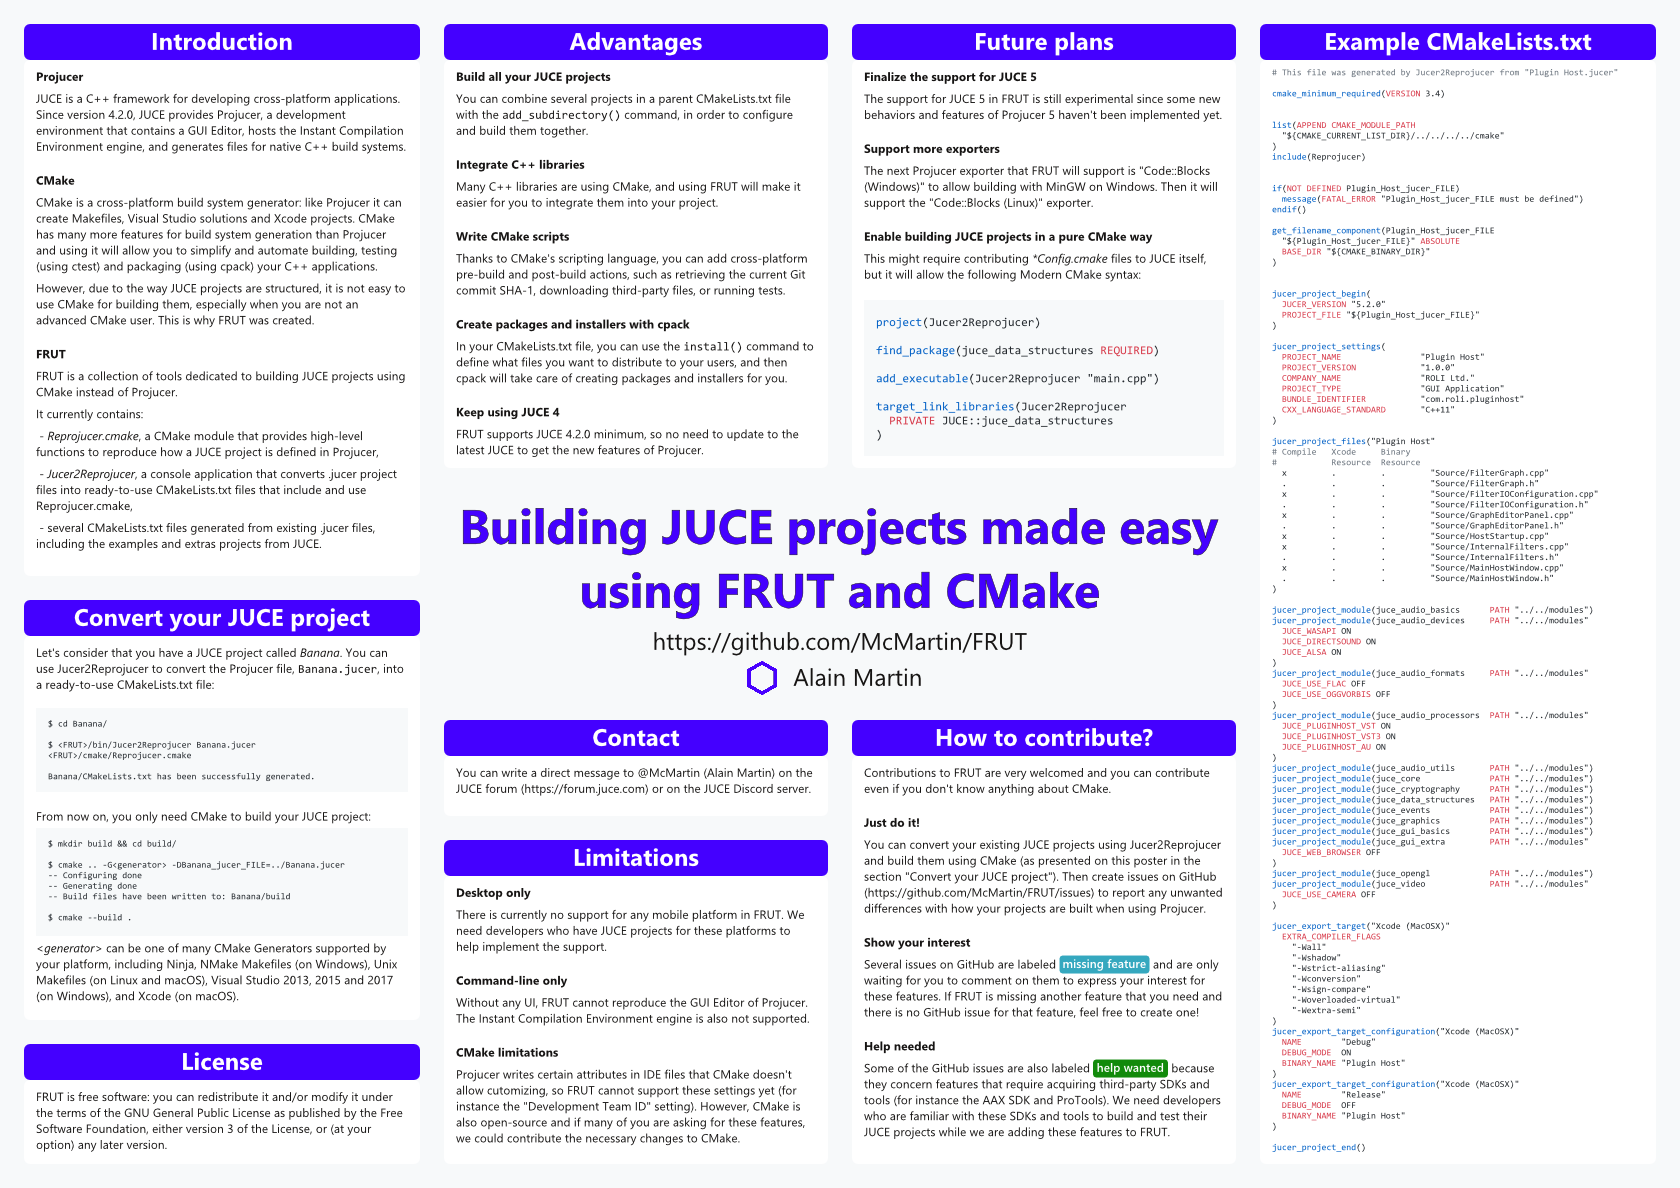 Introduction
Projucer
JUCE is a C++ framework for developing cross-platform applications.
Since version 4.2.0, JUCE provides Projucer, a development
environment that contains a GUI Editor, hosts the Instant Compilation
Environment engine, and generates files for native C++ build systems.
CMake
CMake is a cross-platform build system generator: like Projucer it can
create Makefiles, Visual Studio solutions and Xcode projects. CMake
has many more features for build system generation than Projucer
and using it will allow you to simplify and automate building, testing
(using ctest) and packaging (using cpack) your C++ applications.
However, due to the way JUCE projects are structured, it is not easy to
use CMake for building them, especially when you are not an
advanced CMake user. This is why FRUT was created.
FRUT
FRUT is a collection of tools dedicated to building JUCE projects using
CMake instead of Projucer.
It currently contains:
- Reprojucer.cmake, a CMake module that provides high-level
functions to reproduce how a JUCE project is defined in Projucer,
- Jucer2Reprojucer, a console application that converts .jucer project
files into ready-to-use CMakeLists.txt files that include and use
Reprojucer.cmake,
- several CMakeLists.txt files generated from existing .jucer files,
including the examples and extras projects from JUCE.
Convert your JUCE project
Let's consider that you have a JUCE project called Banana. You can
use Jucer2Reprojucer to convert the Projucer file, Banana.jucer, into
a ready-to-use CMakeLists.txt file:
$ cd Banana/
$ <FRUT>/bin/Jucer2Reprojucer Banana.jucer
<FRUT>/cmake/Reprojucer.cmake
Banana/CMakeLists.txt has been successfully generated.
From now on, you only need CMake to build your JUCE project:
$ mkdir build && cd build/
$ cmake .. -G<generator> -DBanana_jucer_FILE=../Banana.jucer
-- Configuring done
-- Generating done
-- Build files have been written to: Banana/build
$ cmake --build .
<generator> can be one of many CMake Generators supported by
your platform, including Ninja, NMake Makefiles (on Windows), Unix
Makefiles (on Linux and macOS), Visual Studio 2013, 2015 and 2017
(on Windows), and Xcode (on macOS).
License
FRUT is free software: you can redistribute it and/or modify it under
the terms of the GNU General Public License as published by the Free
Software Foundation, either version 3 of the License, or (at your
option) any later version.
Advantages
Build all your JUCE projects
You can combine several projects in a parent CMakeLists.txt file
with the add_subdirectory() command, in order to configure
and build them together.
Integrate C++ libraries
Many C++ libraries are using CMake, and using FRUT will make it
easier for you to integrate them into your project.
Write CMake scripts
Thanks to CMake's scripting language, you can add cross-platform
pre-build and post-build actions, such as retrieving the current Git
commit SHA-1, downloading third-party files, or running tests.
Create packages and installers with cpack
In your CMakeLists.txt file, you can use the install() command to
define what files you want to distribute to your users, and then
cpack will take care of creating packages and installers for you.
Keep using JUCE 4
FRUT supports JUCE 4.2.0 minimum, so no need to update to the
latest JUCE to get the new features of Projucer.
Future plans
Finalize the support for JUCE 5
The support for JUCE 5 in FRUT is still experimental since some new
behaviors and features of Projucer 5 haven't been implemented yet.
Support more exporters
The next Projucer exporter that FRUT will support is "Code::Blocks
(Windows)" to allow building with MinGW on Windows. Then it will
support the "Code::Blocks (Linux)" exporter.
Enable building JUCE projects in a pure CMake way
This might require contributing *Config.cmake files to JUCE itself,
but it will allow the following Modern CMake syntax:
project(Jucer2Reprojucer)
find_package(juce_data_structures REQUIRED)
add_executable(Jucer2Reprojucer "main.cpp")
target_link_libraries(Jucer2Reprojucer
PRIVATE JUCE::juce_data_structures
)
Building JUCE projects made easy
using FRUT and CMake
https://github.com/McMartin/FRUT
Alain Martin
Contact
You can write a direct message to @McMartin (Alain Martin) on the
JUCE forum (https://forum.juce.com) or on the JUCE Discord server.
Limitations
Desktop only
There is currently no support for any mobile platform in FRUT. We
need developers who have JUCE projects for these platforms to
help implement the support.
Command-line only
Without any UI, FRUT cannot reproduce the GUI Editor of Projucer.
The Instant Compilation Environment engine is also not supported.
CMake limitations
Projucer writes certain attributes in IDE files that CMake doesn't
allow cutomizing, so FRUT cannot support these settings yet (for
instance the "Development Team ID" setting). However, CMake is
also open-source and if many of you are asking for these features,
we could contribute the necessary changes to CMake.
How to contribute?
Contributions to FRUT are very welcomed and you can contribute
even if you don't know anything about CMake.
Just do it!
You can convert your existing JUCE projects using Jucer2Reprojucer
and build them using CMake (as presented on this poster in the
section "Convert your JUCE project"). Then create issues on GitHub
(https://github.com/McMartin/FRUT/issues) to report any unwanted
differences with how your projects are built when using Projucer.
Show your interest
Several issues on GitHub are labeled missing feature and are only
waiting for you to comment on them to express your interest for
these features. If FRUT is missing another feature that you need and
there is no GitHub issue for that feature, feel free to create one!
Help needed
Some of the GitHub issues are also labeled help wanted because
they concern features that require acquiring third-party SDKs and
tools (for instance the AAX SDK and ProTools). We need developers
who are familiar with these SDKs and tools to build and test their
JUCE projects while we are adding these features to FRUT.
Example CMakeLists.txt
# This file was generated by Jucer2Reprojucer from "Plugin Host.jucer"
cmake_minimum_required(VERSION 3.4)
list(APPEND CMAKE_MODULE_PATH
"${CMAKE_CURRENT_LIST_DIR}/../../../../cmake"
)
include(Reprojucer)
if(NOT DEFINED Plugin_Host_jucer_FILE)
message(FATAL_ERROR "Plugin_Host_jucer_FILE must be defined")
endif()
get_filename_component(Plugin_Host_jucer_FILE
"${Plugin_Host_jucer_FILE}" ABSOLUTE
BASE_DIR "${CMAKE_BINARY_DIR}"
)
jucer_project_begin(
JUCER_VERSION "5.2.0"
PROJECT_FILE "${Plugin_Host_jucer_FILE}"
)
jucer_project_settings(
PROJECT_NAME "Plugin Host"
PROJECT_VERSION "1.0.0"
COMPANY_NAME "ROLI Ltd."
PROJECT_TYPE "GUI Application"
BUNDLE_IDENTIFIER "com.roli.pluginhost"
CXX_LANGUAGE_STANDARD "C++11"
)
jucer_project_files("Plugin Host"
# Compile Xcode Binary
# Resource Resource
x . . "Source/FilterGraph.cpp"
. . . "Source/FilterGraph.h"
x . . "Source/FilterIOConfiguration.cpp"
. . . "Source/FilterIOConfiguration.h"
x . . "Source/GraphEditorPanel.cpp"
. . . "Source/GraphEditorPanel.h"
x . . "Source/HostStartup.cpp"
x . . "Source/InternalFilters.cpp"
. . . "Source/InternalFilters.h"
x . . "Source/MainHostWindow.cpp"
. . . "Source/MainHostWindow.h"
)
jucer_project_module(juce_audio_basics PATH "../../modules")
jucer_project_module(juce_audio_devices PATH "../../modules"
JUCE_WASAPI ON
JUCE_DIRECTSOUND ON
JUCE_ALSA ON
)
jucer_project_module(juce_audio_formats PATH "../../modules"
JUCE_USE_FLAC OFF
JUCE_USE_OGGVORBIS OFF
)
jucer_project_module(juce_audio_processors PATH "../../modules"
JUCE_PLUGINHOST_VST ON
JUCE_PLUGINHOST_VST3 ON
JUCE_PLUGINHOST_AU ON
)
jucer_project_module(juce_audio_utils PATH "../../modules")
jucer_project_module(juce_core PATH "../../modules")
jucer_project_module(juce_cryptography PATH "../../modules")
jucer_project_module(juce_data_structures PATH "../../modules")
jucer_project_module(juce_events PATH "../../modules")
jucer_project_module(juce_graphics PATH "../../modules")
jucer_project_module(juce_gui_basics PATH "../../modules")
jucer_project_module(juce_gui_extra PATH "../../modules"
JUCE_WEB_BROWSER OFF
)
jucer_project_module(juce_opengl PATH "../../modules")
jucer_project_module(juce_video PATH "../../modules"
JUCE_USE_CAMERA OFF
)
jucer_export_target("Xcode (MacOSX)"
EXTRA_COMPILER_FLAGS
"-Wall"
"-Wshadow"
"-Wstrict-aliasing"
"-Wconversion"
"-Wsign-compare"
"-Woverloaded-virtual"
"-Wextra-semi"
)
jucer_export_target_configuration("Xcode (MacOSX)"
NAME "Debug"
DEBUG_MODE ON
BINARY_NAME "Plugin Host"
)
jucer_export_target_configuration("Xcode (MacOSX)"
NAME "Release"
DEBUG_MODE OFF
BINARY_NAME "Plugin Host"
)
jucer_project_end()